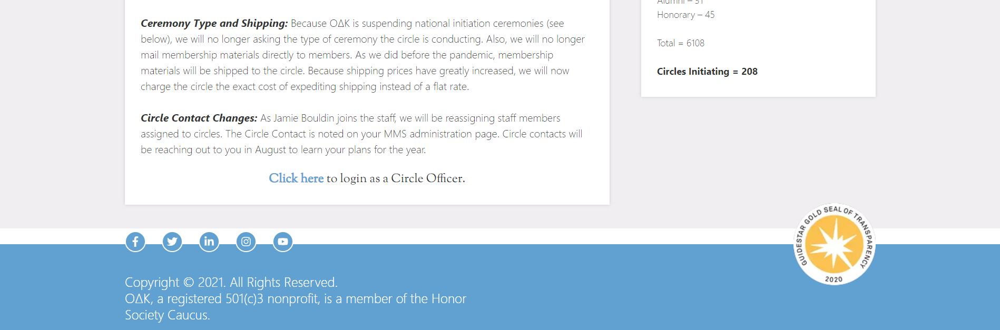 Ceremony Type and Shipping: Because ΟΔΚ is suspending national initiation ceremonies (see
below), we will no longer asking the type of ceremony the circle is conducting. Also, we will no longer
mail membership materials directly to members. As we did before the pandemic, membership
materials will be shipped to the circle. Because shipping prices have greatly increased, we will now
charge the circle the exact cost of expediting shipping instead of a flat rate.
Circle Contact Changes: As Jamie Bouldin joins the staff, we will be reassigning staff members
assigned to circles. The Circle Contact is noted on your MMS administration page. Circle contacts will
be reaching out to you in August to learn your plans for the year.
Click here to login as a Circle Officer.
Alumni – 51
Honorary – 45
Total = 6108
Circles Initiating = 208
GUIDESTAR GOLD SEAL OF TRANSPARENCY
2020
Copyright © 2021. All Rights Reserved.
ΟΔΚ, a registered 501(c)3 nonprofit, is a member of the Honor
Society Caucus.